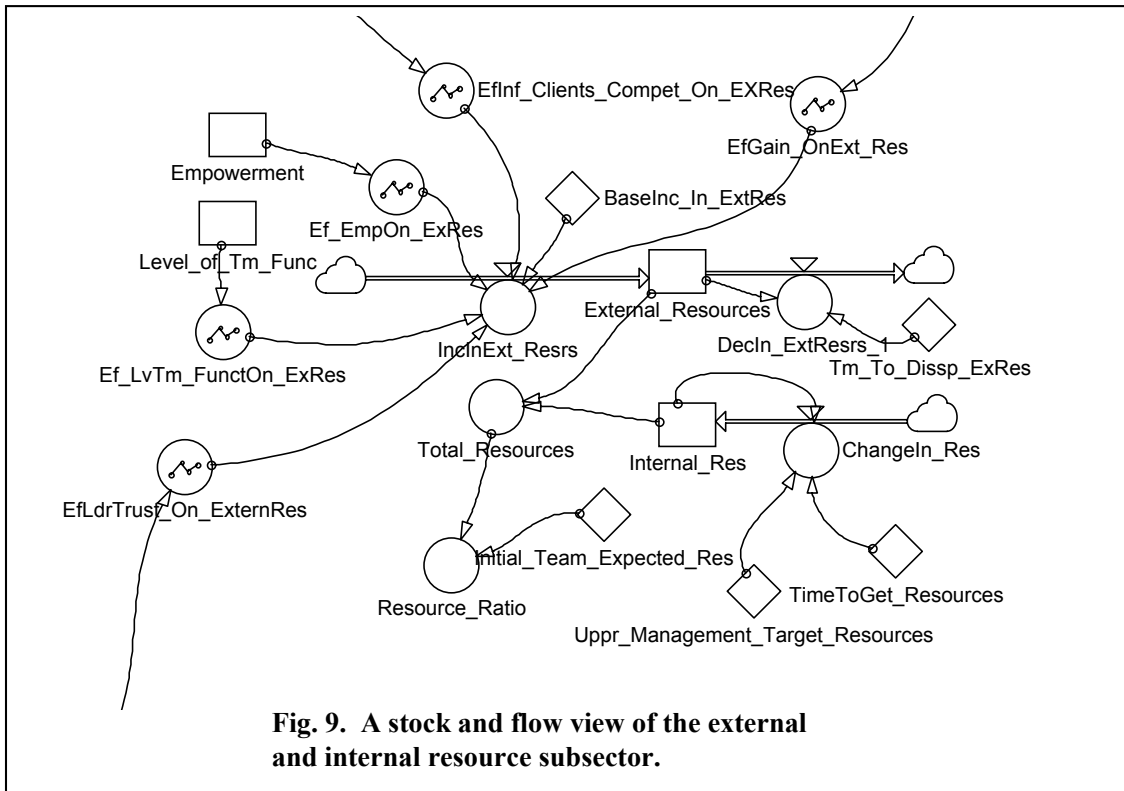 EfInf_Clients_Compet_On_EXRes
EfGain_OnExt_Res
Empowerment
BaseInc_In_ExtRes
Ef_EmpOn_ExRes
Level_of_Tm_Func
External_Resources
IncInExt_Resrs
DecIn_ExtResrs_1
Tm_To_Dissp_ExRes
Ef_LvTm_FunctOn_ExRes
Total_Resources
Internal_Res
ChangeIn_Res
EfLdrTrust_On_ExternRes
Initial_Team_Expected_Res
TimeToGet_Resources
Resource_Ratio
Uppr_Management_Target_Resources
Fig. 9. A stock and flow view of the external
and internal resource subsector.